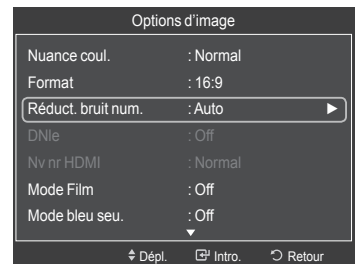 Options d'image
Nuance coul. : Normal
Format : 16:9
Réduct. bruit num. : Auto ►
DNIe : Off
Nv nr HDMI : Normal
Mode Film : Off
Mode bleu seu. : Off
▼
Dépl. Intro. Retour